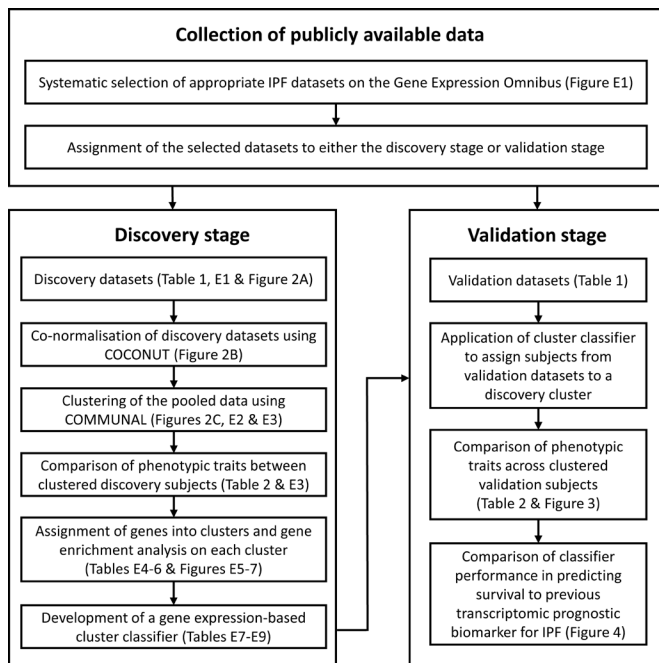 Collection of publicly available data
Systematic selection of appropriate IPF datasets on the Gene Expression Omnibus (Figure E1)
Assignment of the selected datasets to either the discovery stage or validation stage
Discovery stage
Discovery datasets (Table 1, E1 & Figure 2A)
Co-normalisation of discovery datasets using
COCONUT (Figure 2B)
Clustering of the pooled data using
COMMUNAL (Figures 2C, E2 & E3)
Comparison of phenotypic traits between
clustered discovery subjects (Table 2 & E3)
Assignment of genes into clusters and gene
enrichment analysis on each cluster
(Tables E4-6 & Figures E5-7)
Development of a gene expression-based
cluster classifier (Tables E7-E9)
Validation stage
Validation datasets (Table 1)
Application of cluster classifier
to assign subjects from
validation datasets to a
discovery cluster
Comparison of phenotypic
traits across clustered
validation subjects
(Table 2 & Figure 3)
Comparison of classifier
performance in predicting
survival to previous
transcriptomic prognostic
biomarker for IPF (Figure 4)